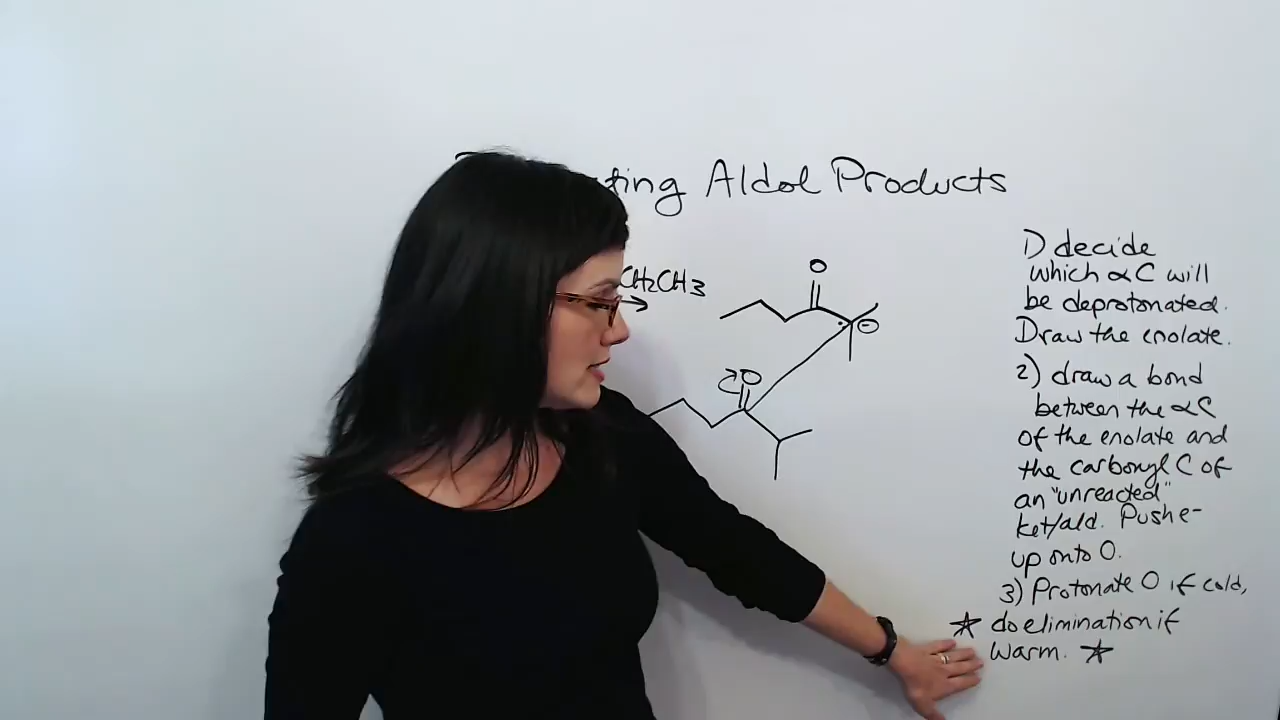 ting Aldol Products
1) decide
which αC will
be deprotonated.
Draw the enolate.
CH2CH3
O
⊖
O
2) draw a bond
between the αC
of the enolate and
the carbonyl C of
an "unreacted"
ket/ald. Push e-
up onto O.
3) Protonate O if cold,
☆ do elimination if
warm. ☆